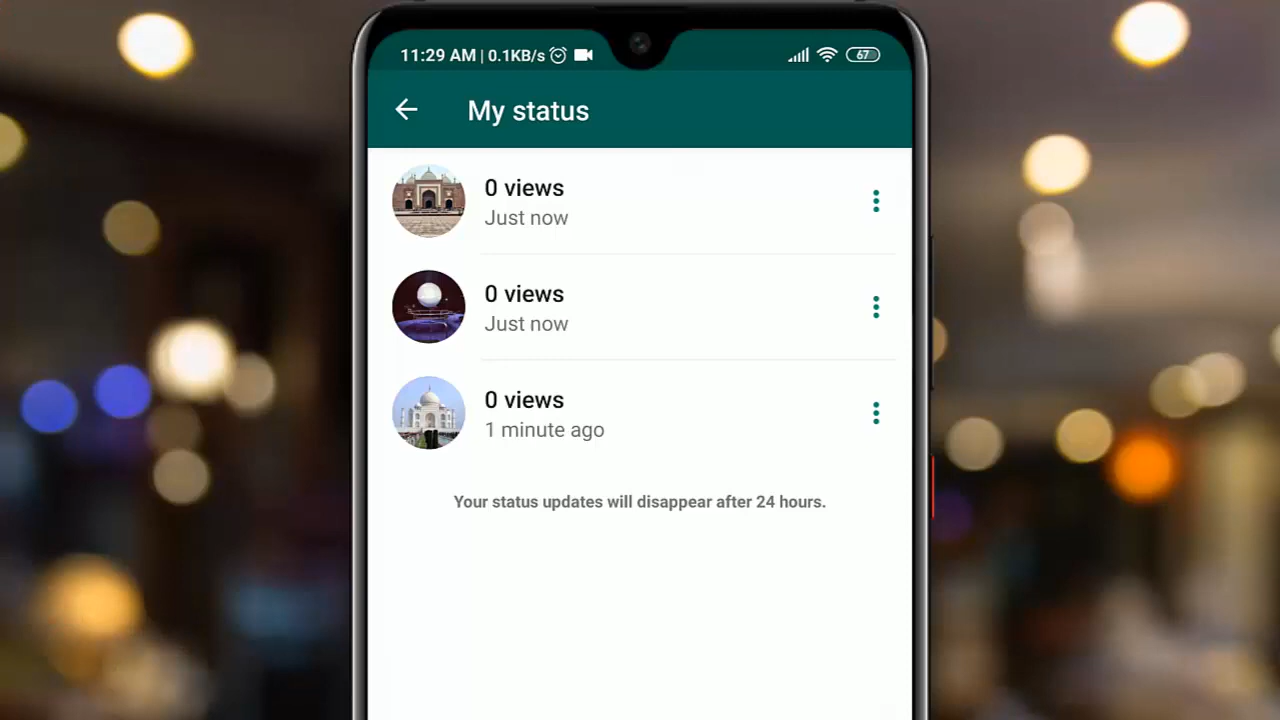 11:29 AM | 0.1KB/s
67
My status
0 views
Just now
0 views
Just now
0 views
1 minute ago
Your status updates will disappear after 24 hours.